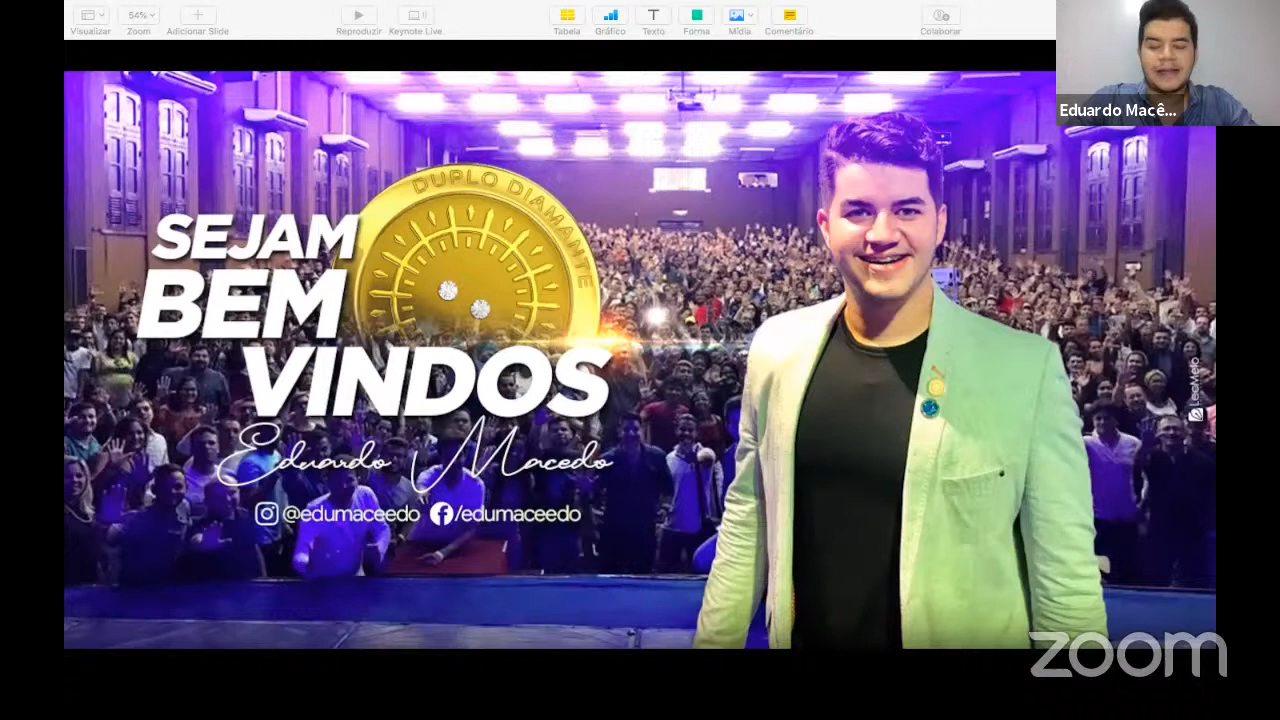 Visualizar
54%
Zoom
Adicionar Slide
Reproduzir
Keynote Live
Tabela
Gráfico
Texto
Forma
Mídia
Comentário
Colaborar
Eduardo Macê...
DUPLO DIAMANTE
SEJAM
BEM
VINDOS
Eduardo Macedo
@edumaceedo /edumaceedo
LeoMelo
zoom